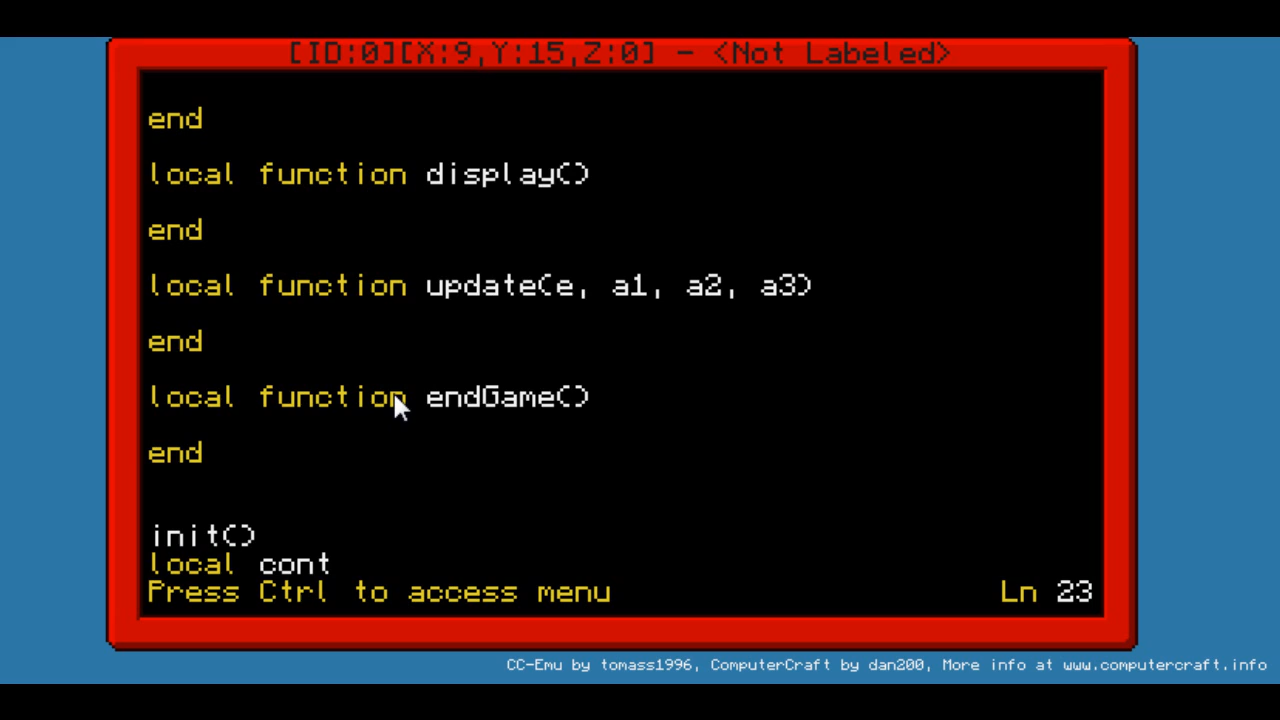 [ID:0][X:9,Y:15,Z:0] - <Not Labeled>
end
local function display()
end
local function update(e, a1, a2, a3)
end
local function endGame()
end
init()
local cont
Press Ctrl to access menu Ln 23
CC-Emu by tomass1996, ComputerCraft by dan200, More info at www.computercraft.info